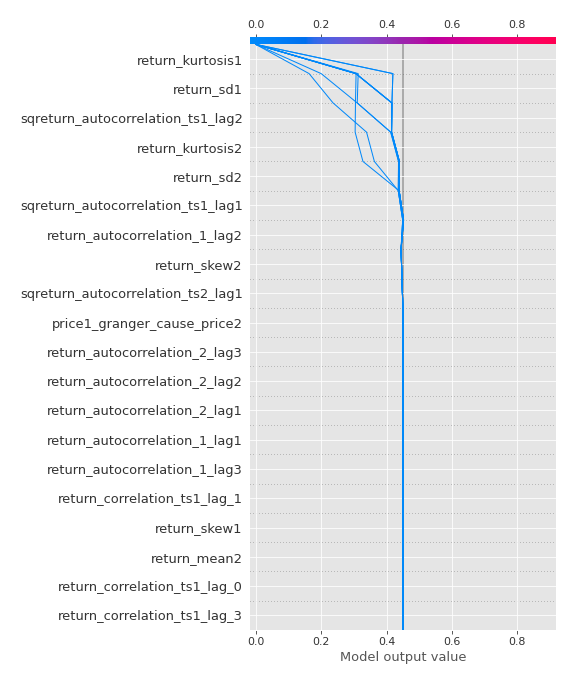 0.0 0.2 0.4 0.6 0.8
return_kurtosis1
return_sd1
sqreturn_autocorrelation_ts1_lag2
return_kurtosis2
return_sd2
sqreturn_autocorrelation_ts1_lag1
return_autocorrelation_1_lag2
return_skew2
sqreturn_autocorrelation_ts2_lag1
price1_granger_cause_price2
return_autocorrelation_2_lag3
return_autocorrelation_2_lag2
return_autocorrelation_2_lag1
return_autocorrelation_1_lag1
return_autocorrelation_1_lag3
return_correlation_ts1_lag_1
return_skew1
return_mean2
return_correlation_ts1_lag_0
return_correlation_ts1_lag_3
0.0 0.2 0.4 0.6 0.8
Model output value